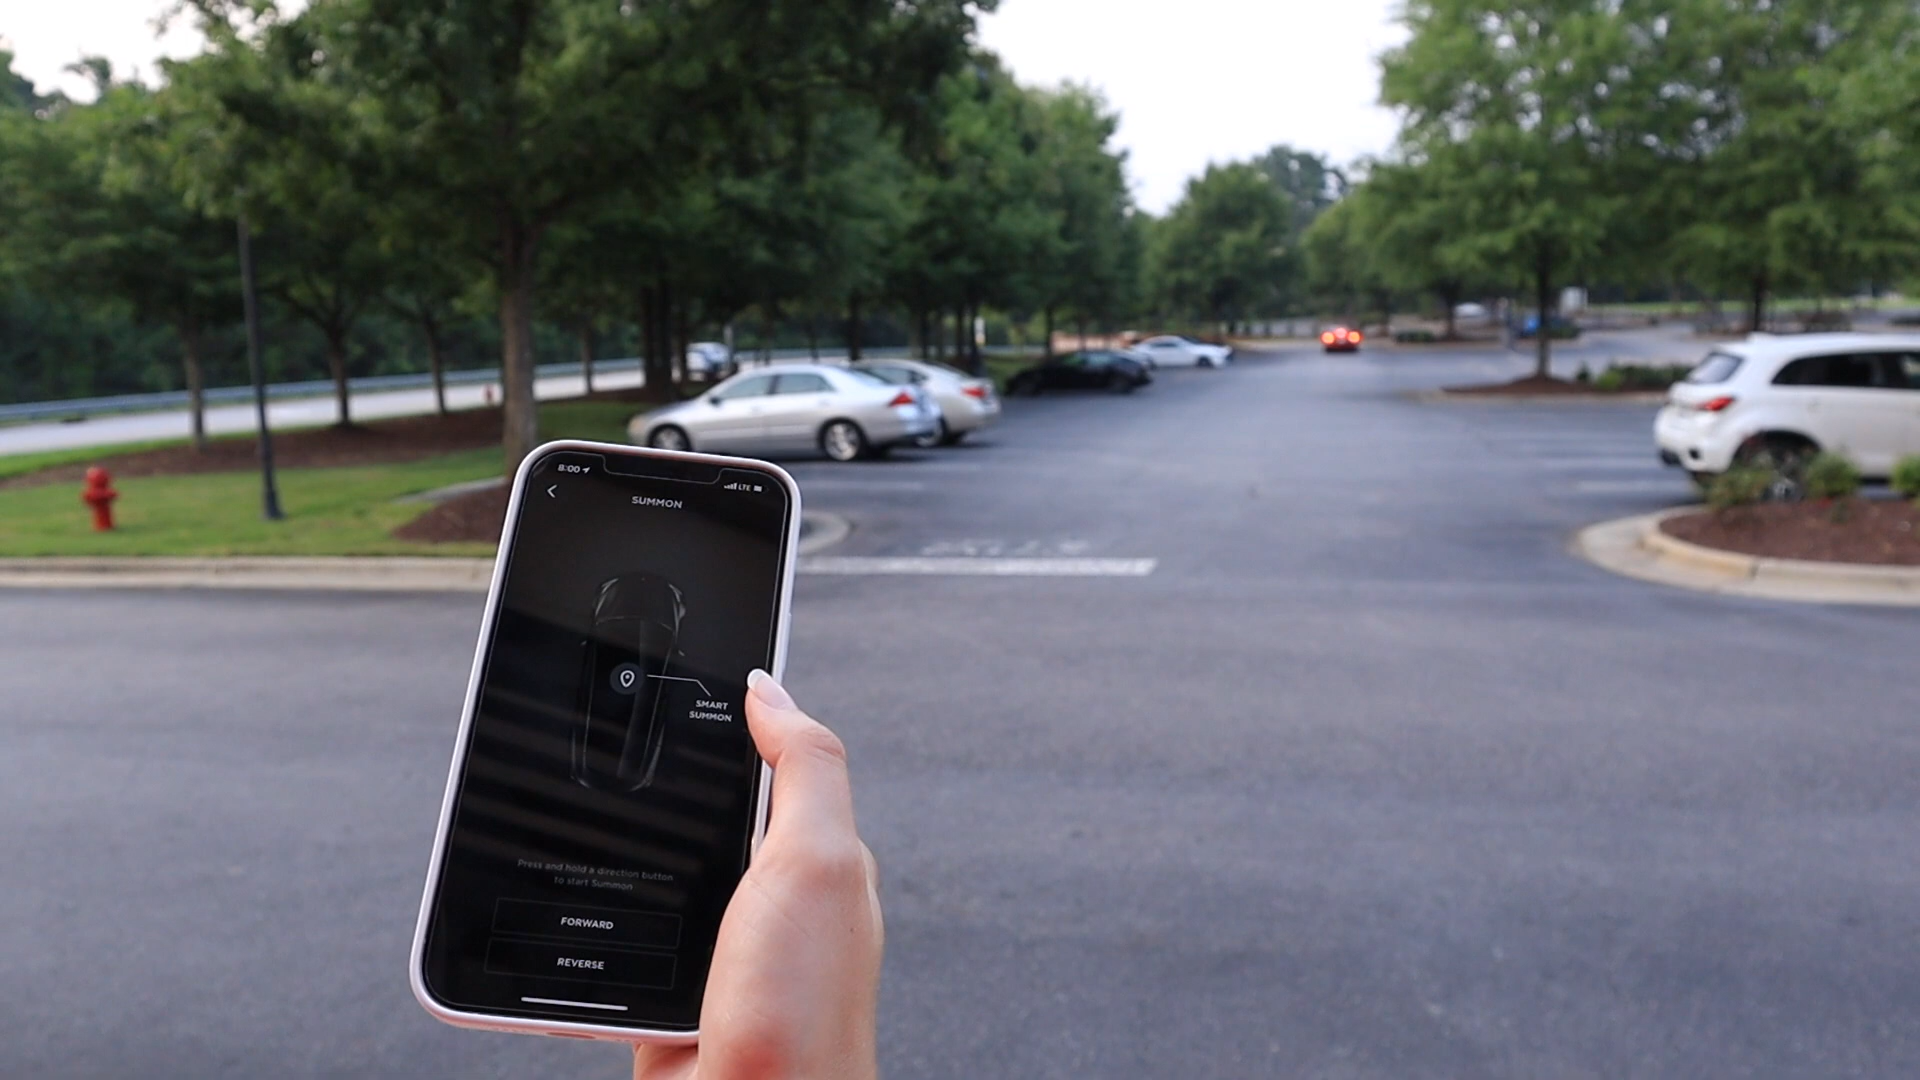 8:00
LTE
SUMMON
SMART
SUMMON
Press and hold a direction button
to start Summon
FORWARD
REVERSE